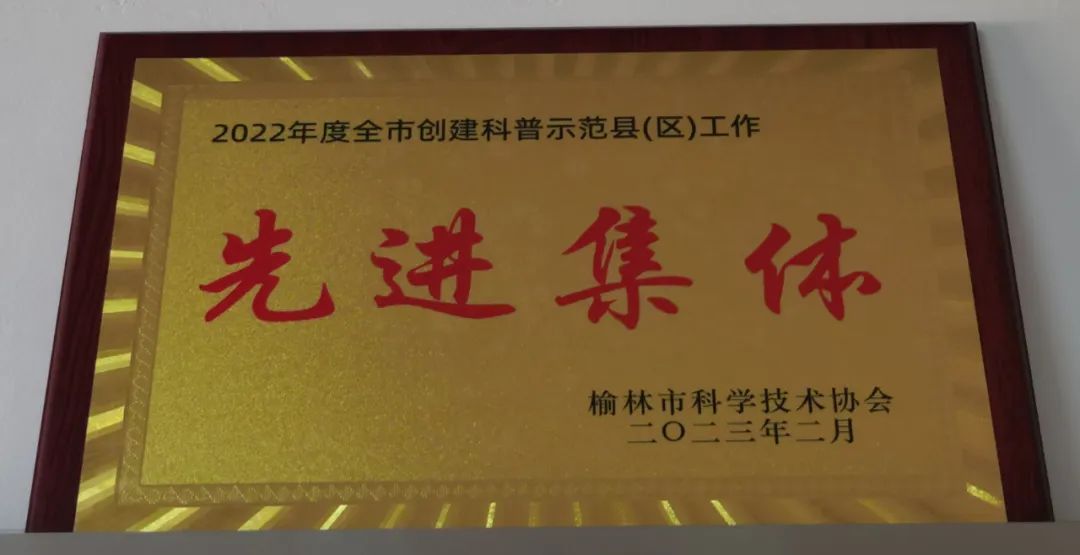 2022年度全市创建科普示范县(区)工作
先进集体
榆林市科学技术协会
二〇二三年二月